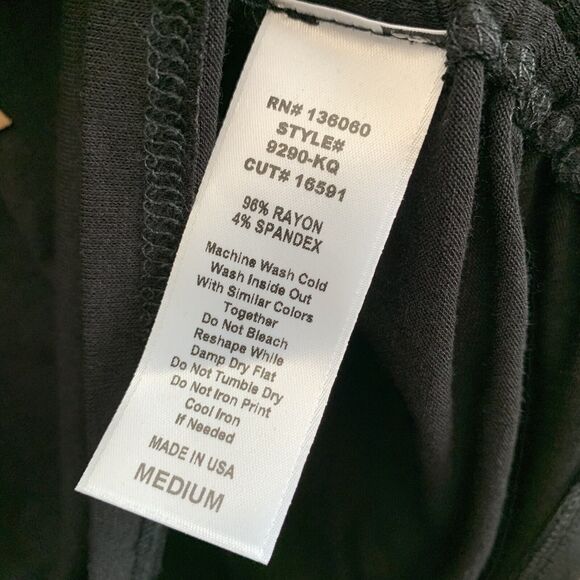 RN# 136060
STYLE#
9290-KQ
CUT# 16591
96% RAYON
4% SPANDEX
Machine Wash Cold
Wash Inside Out
With Similar Colors
Together
Do Not Bleach
Reshape While
Damp Dry Flat
Do Not Tumble Dry
Do Not Iron Print
Cool Iron
If Needed
MADE IN USA
MEDIUM